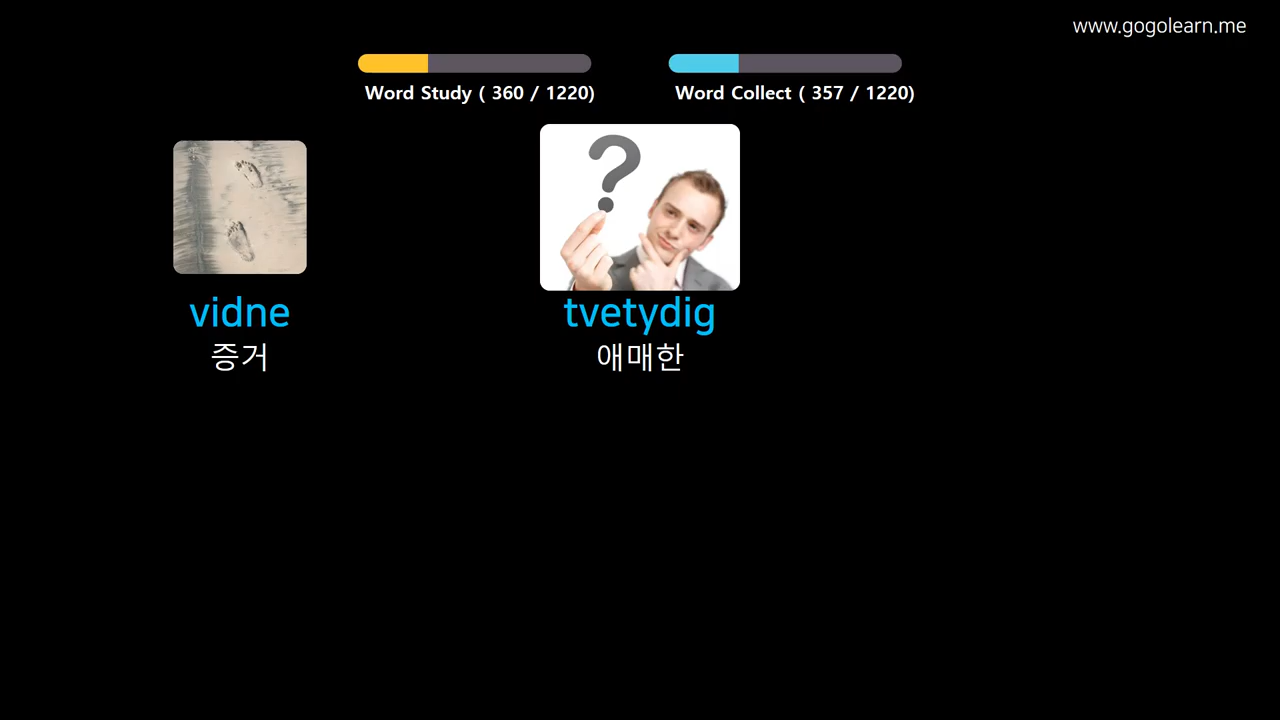 www.gogolearn.me
Word Study ( 360 / 1220)
Word Collect ( 357 / 1220)
vidne
증거
tvetydig
애매한